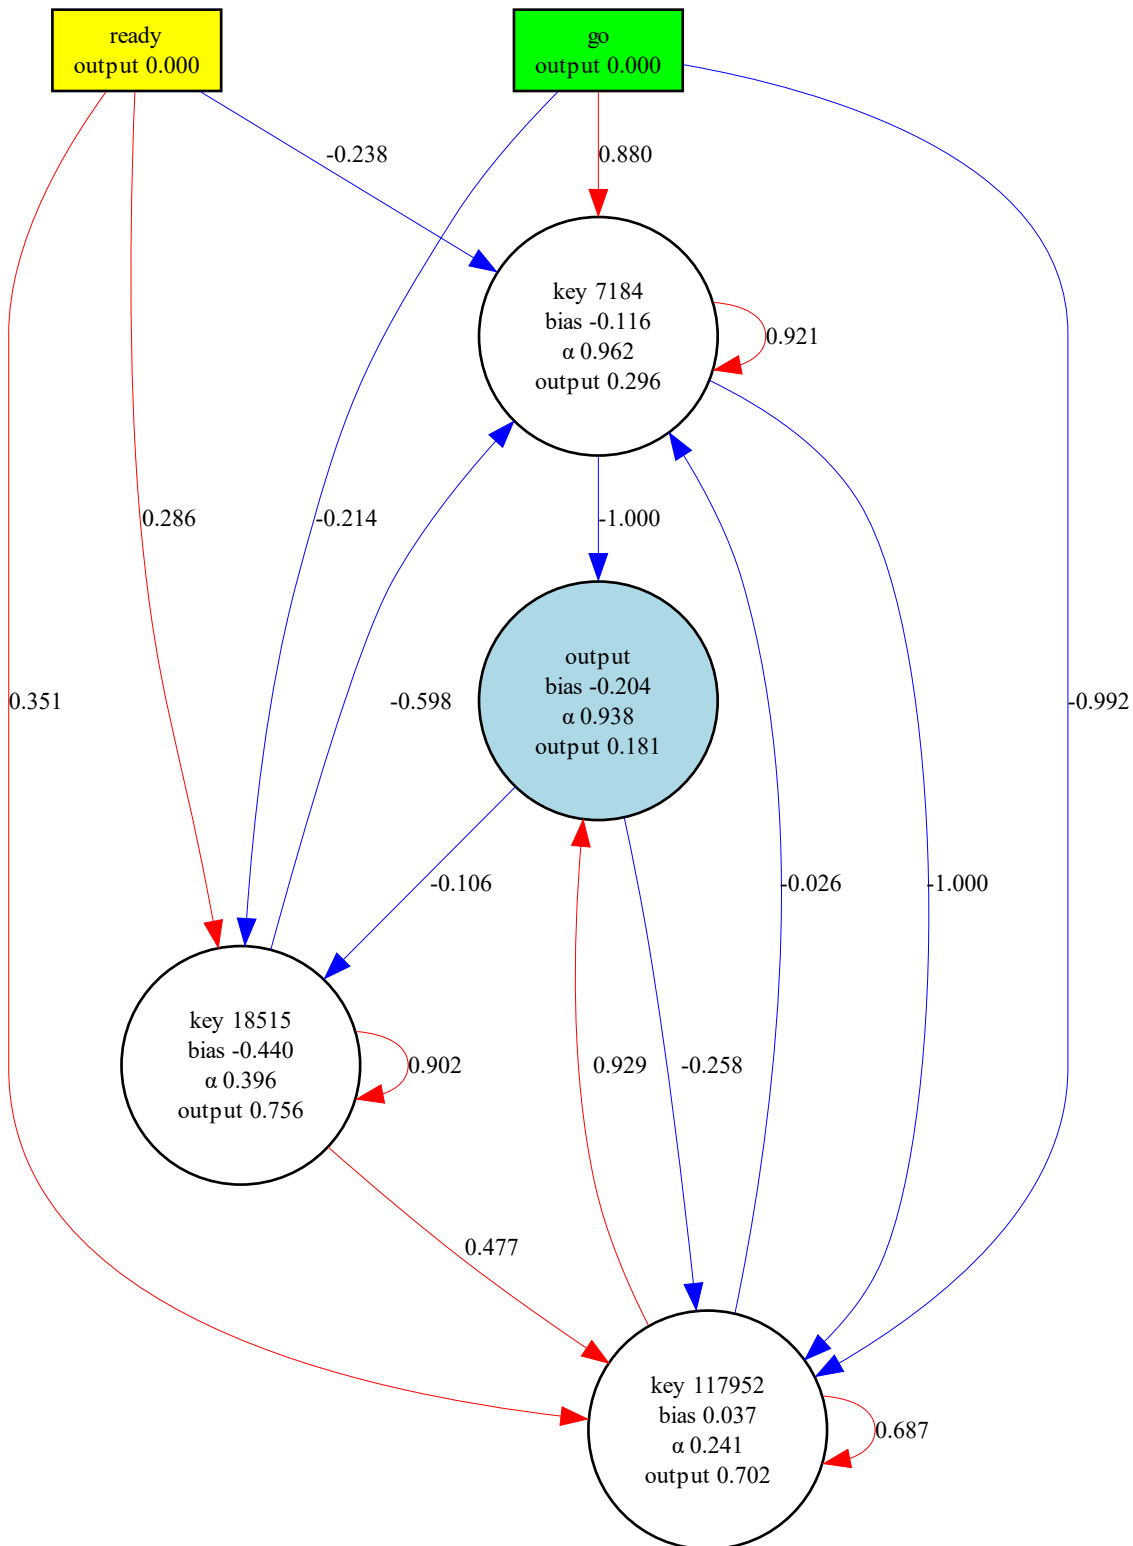 ready
output 0.000
go
output 0.000
-0.238
0.880
key 7184
bias -0.116
α 0.962
output 0.296
0.921
0.286
-0.214
-1.000
output
bias -0.204
α 0.938
output 0.181
0.351
-0.598
-0.992
-0.106
-0.026
-1.000
key 18515
bias -0.440
α 0.396
output 0.756
0.902
0.929
-0.258
0.477
key 117952
bias 0.037
α 0.241
output 0.702
0.687